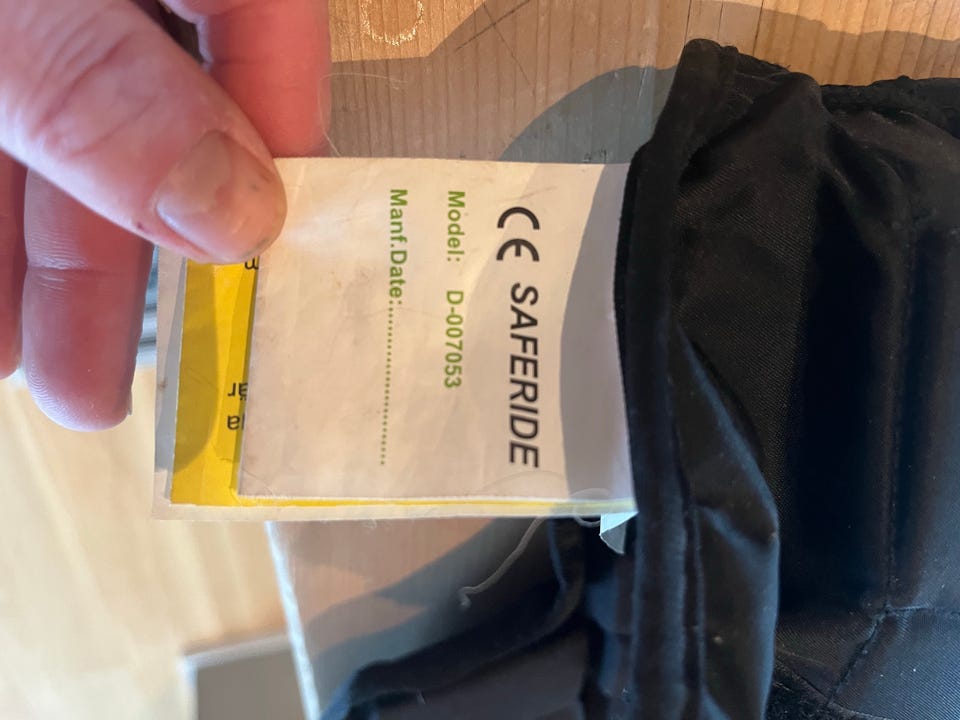 CE SAFERIDE
Model: D-007053
Manf.Date:..............................